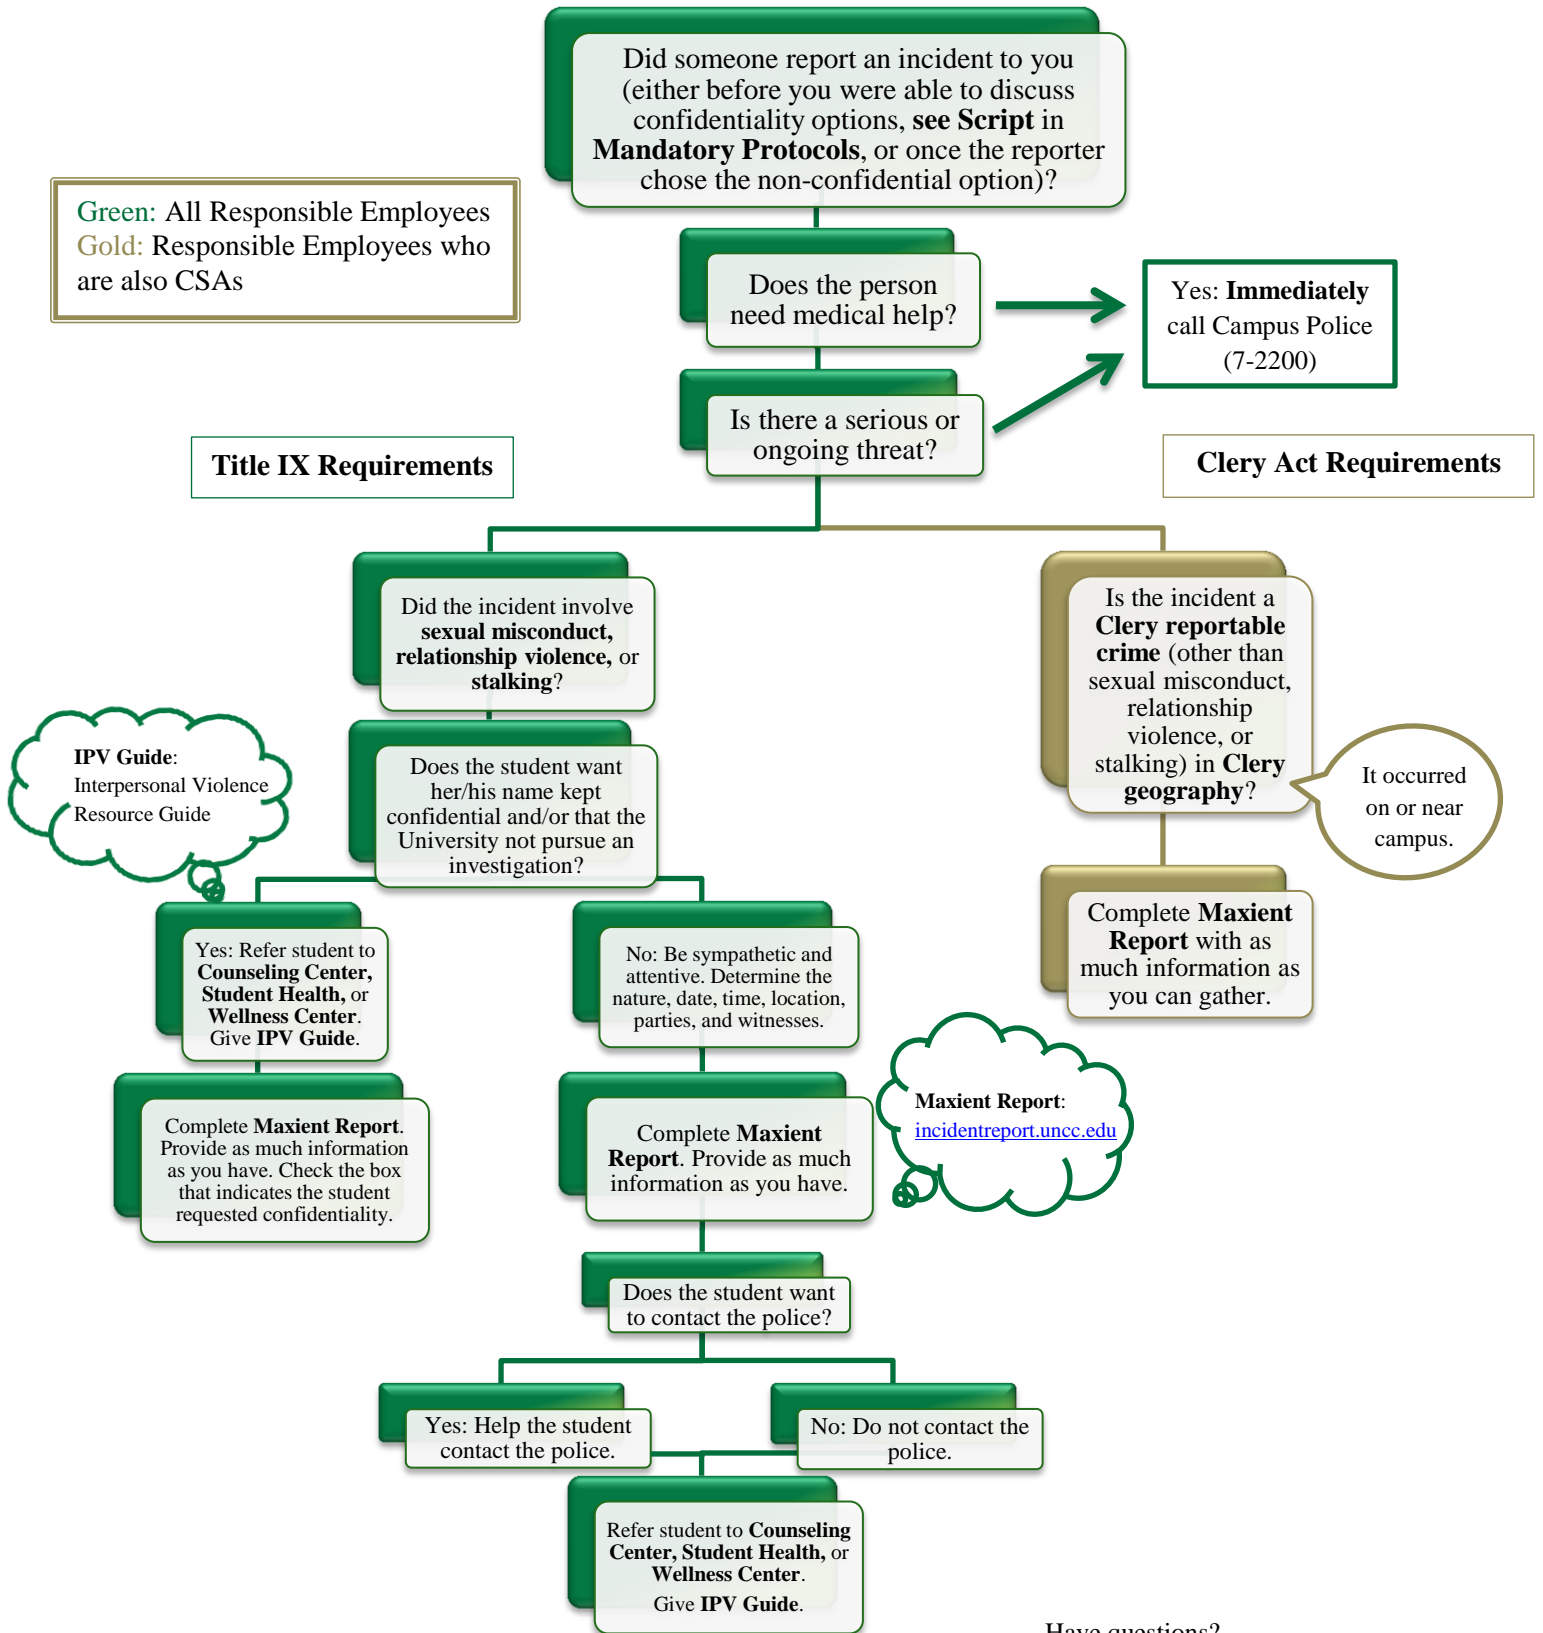 Did someone report an incident to you
(either before you were able to discuss
confidentiality options, see Script in
Mandatory Protocols, or once the reporter
chose the non-confidential option)?
Green: All Responsible Employees
Gold: Responsible Employees who
are also CSAs
Does the person
need medical help?
Yes: Immediately
call Campus Police
(7-2200)
Is there a serious or
ongoing threat?
Title IX Requirements
Clery Act Requirements
Did the incident involve
sexual misconduct,
relationship violence, or
stalking?
Is the incident a
Clery reportable
crime (other than
sexual misconduct,
relationship
violence, or
stalking) in Clery
geography?
It occurred
on or near
campus.
IPV Guide:
Interpersonal Violence
Resource Guide
Does the student want
her/his name kept
confidential and/or that the
University not pursue an
investigation?
Yes: Refer student to
Counseling Center,
Student Health, or
Wellness Center.
Give IPV Guide.
No: Be sympathetic and
attentive. Determine the
nature, date, time, location,
parties, and witnesses.
Complete Maxient
Report with as
much information as
you can gather.
Complete Maxient Report.
Provide as much information
as you have. Check the box
that indicates the student
requested confidentiality.
Complete Maxient
Report. Provide as much
information as you have.
Maxient Report:
incidentreport.uncc.edu
Does the student want
to contact the police?
Yes: Help the student
contact the police.
No: Do not contact the
police.
Refer student to Counseling
Center, Student Health, or
Wellness Center.
Give IPV Guide.
Have questions?